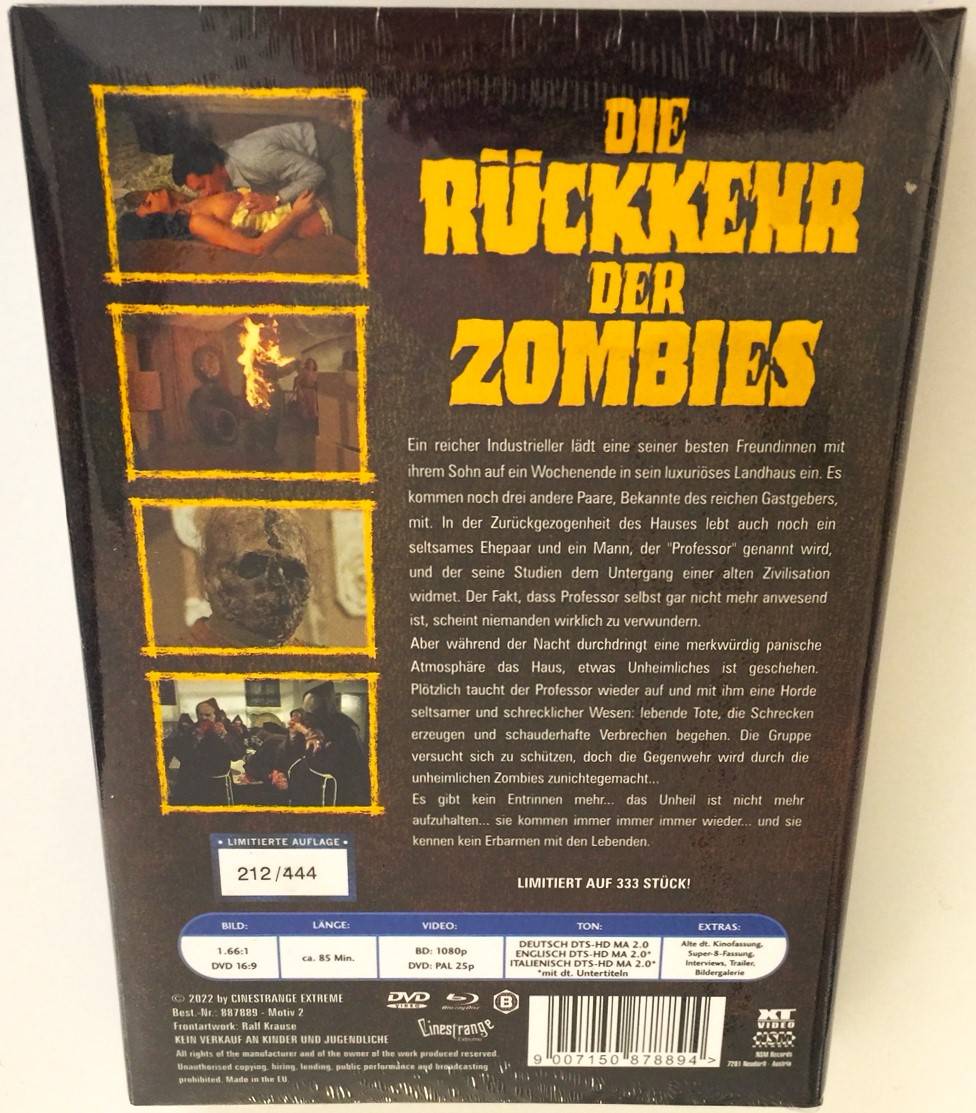 DIE
RÜCKKEHR
DER
ZOMBIES
Ein reicher Industrieller lädt eine seiner besten Freundinnen mit
ihrem Sohn auf ein Wochenende in sein luxuriöses Landhaus ein. Es
kommen noch drei andere Paare, Bekannte des reichen Gastgebers,
mit. In der Zurückgezogenheit des Hauses lebt auch noch ein
seltsames Ehepaar und ein Mann, der "Professor" genannt wird,
und der seine Studien dem Untergang einer alten Zivilisation
widmet. Der Fakt, dass Professor selbst gar nicht mehr anwesend
ist, scheint niemanden wirklich zu verwundern.
Aber während der Nacht durchdringt eine merkwürdig panische
Atmosphäre das Haus, etwas Unheimliches ist geschehen.
Plötzlich taucht der Professor wieder auf und mit ihm eine Horde
seltsamer und schrecklicher Wesen: lebende Tote, die Schrecken
erzeugen und schauderhafte Verbrechen begehen. Die Gruppe
versucht sich zu schützen, doch die Gegenwehr wird durch die
unheimlichen Zombies zunichtegemacht...
Es gibt kein Entrinnen mehr... das Unheil ist nicht mehr
aufzuhalten... sie kommen immer immer immer wieder... und sie
kennen kein Erbarmen mit den Lebenden.
LIMITIERT AUF 333 STÜCK!
• LIMITIERTE AUFLAGE •
212/444
BILD:
1.66:1
DVD 16:9
LÄNGE:
ca. 85 Min.
VIDEO:
BD: 1080p
DVD: PAL 25p
TON:
DEUTSCH DTS-HD MA 2.0
ENGLISCH DTS-HD MA 2.0*
ITALIENISCH DTS-HD MA 2.0*
*mit dt. Untertiteln
EXTRAS:
Alte dt. Kinofassung,
Super-8-Fassung,
Interviews, Trailer,
Bildergalerie
© 2022 by CINESTRANGE EXTREME
Best.-Nr.: 887889 - Motiv 2
Frontartwork: Ralf Krause
KEIN VERKAUF AN KINDER UND JUGENDLICHE
All rights of the manufacturer and of the owner of the work produced reserved.
Unauthorised copying, hiring, lending, public performance and broadcasting
prohibited. Made in the EU.
DVD
VIDEO
Blu-ray Disc
B
Cinestrange
Extreme
9 007150 878894 >
XT
VIDEO
NSM
NSM Records
7291 Neudorf - Austria